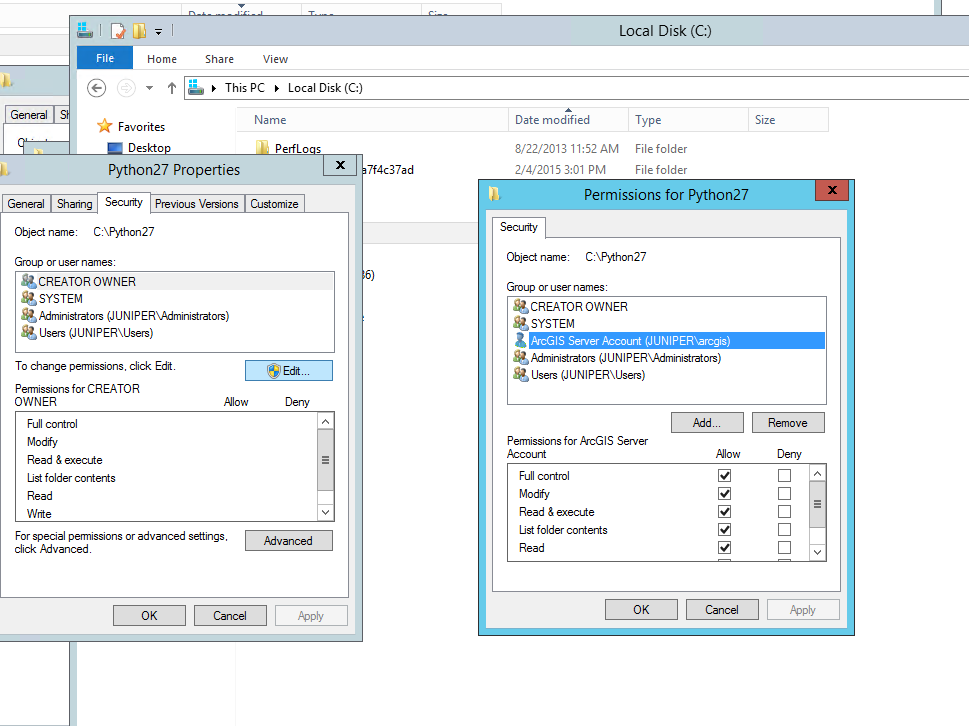 Date modified Type Size
Local Disk (C:)
File Home Share View
This PC Local Disk (C:)
General
Name Date modified Type Size
Favorites
Desktop
PerfLogs 8/22/2013 11:52 AM File folder
a7f4c37ad 2/4/2015 3:01 PM File folder
Python27 Properties
X
General Sharing Security Previous Versions Customize
Object name: C:\Python27
Group or user names:
CREATOR OWNER
SYSTEM
Administrators (JUNIPER\Administrators)
Users (JUNIPER\Users)
To change permissions, click Edit.
Edit...
Permissions for CREATOR
OWNER Allow Deny
Full control
Modify
Read & execute
List folder contents
Read
Write
For special permissions or advanced settings,
click Advanced.
Advanced
OK Cancel Apply
36)
Permissions for Python27
X
Security
Object name: C:\Python27
Group or user names:
CREATOR OWNER
SYSTEM
ArcGIS Server Account (JUNIPER\arcgis)
Administrators (JUNIPER\Administrators)
Users (JUNIPER\Users)
Add... Remove
Permissions for ArcGIS Server
Account Allow Deny
Full control
Modify
Read & execute
List folder contents
Read
OK Cancel Apply